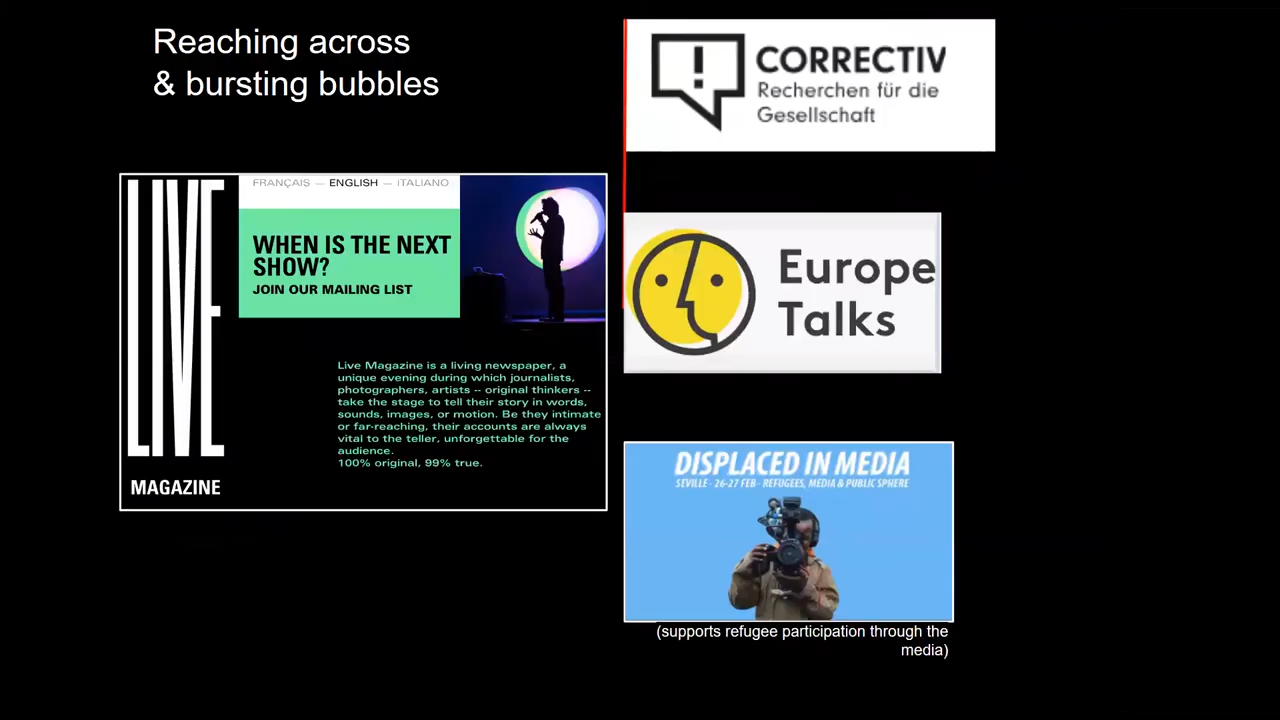 Reaching across
& bursting bubbles
LIVE
MAGAZINE
FRANÇAIS — ENGLISH — ITALIANO
WHEN IS THE NEXT
SHOW?
JOIN OUR MAILING LIST
Live Magazine is a living newspaper, a
unique evening during which journalists,
photographers, artists -- original thinkers --
take the stage to tell their story in words,
sounds, images, or motion. Be they intimate
or far-reaching, their accounts are always
vital to the teller, unforgettable for the
audience.
100% original, 99% true.
CORRECTIV
Recherchen für die
Gesellschaft
Europe
Talks
DISPLACED IN MEDIA
SEVILLE - 26-27 FEB - REFUGEES, MEDIA & PUBLIC SPHERE
(supports refugee participation through the
media)